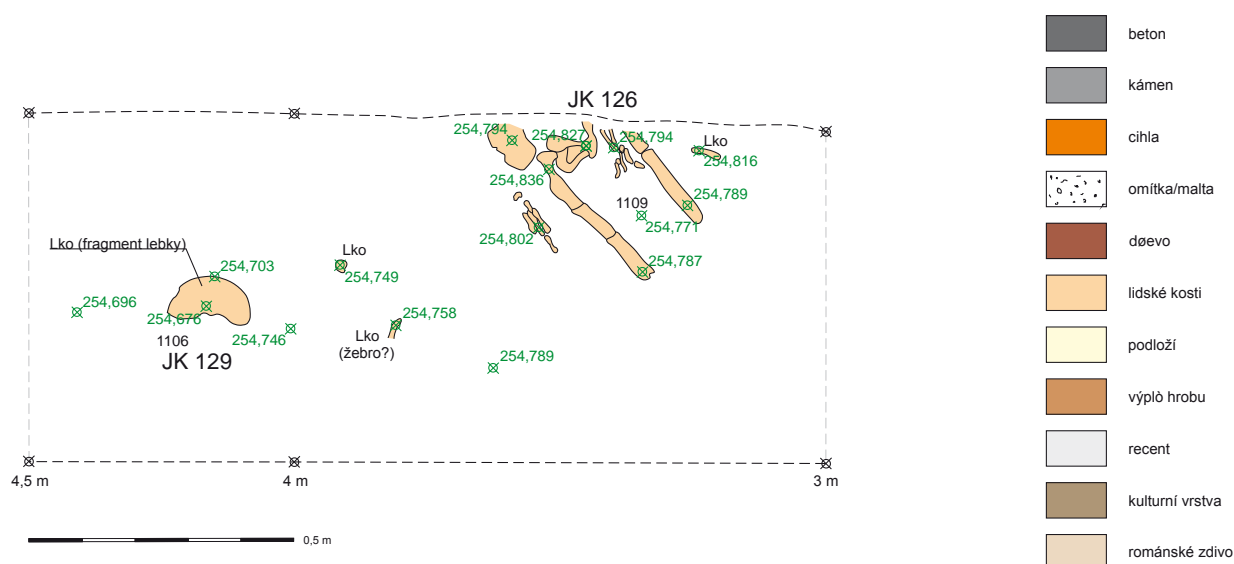 JK 126
254,794
254,827
254,794
Lko
254,816
254,836
254,789
1109
254,771
254,802
Lko (fragment lebky)
Lko
254,703
254,749
254,787
254,696
254,676
254,758
254,746
1106
Lko
(žebro?)
JK 129
254,789
4,5 m
4 m
3 m
0,5 m
beton
kámen
cihla
omítka/malta
døevo
lidské kosti
podloží
výplò hrobu
recent
kulturní vrstva
románské zdivo